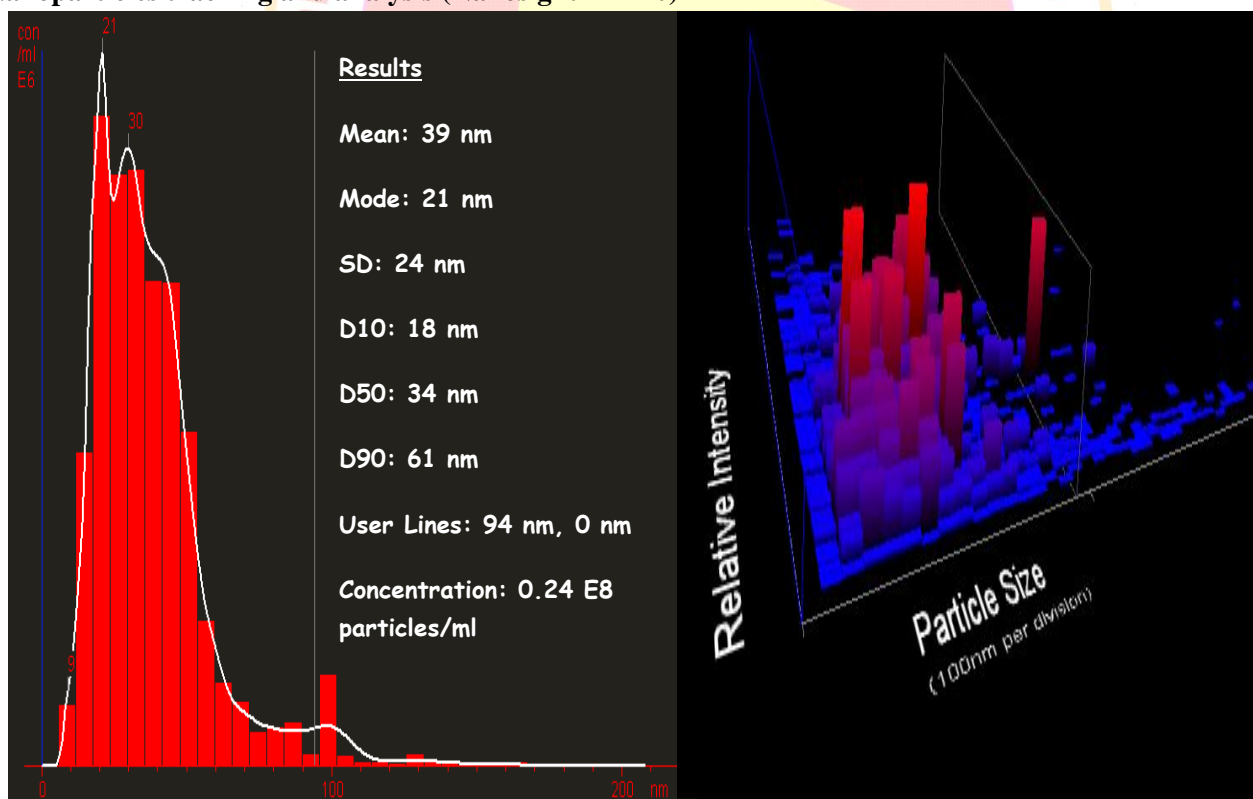 con
/ml
E6
21
30
9
Results
Mean: 39 nm
Mode: 21 nm
SD: 24 nm
D10: 18 nm
D50: 34 nm
D90: 61 nm
User Lines: 94 nm, 0 nm
Concentration: 0.24 E8
particles/ml
0
100
200
nm
Relative Intensity
Particle Size
(100nm per division)